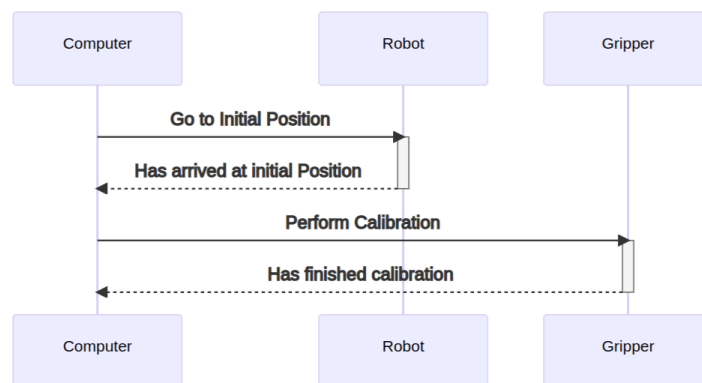 Computer
Robot
Gripper
Go to Initial Position
Has arrived at initial Position
Perform Calibration
Has finished calibration
Computer
Robot
Gripper